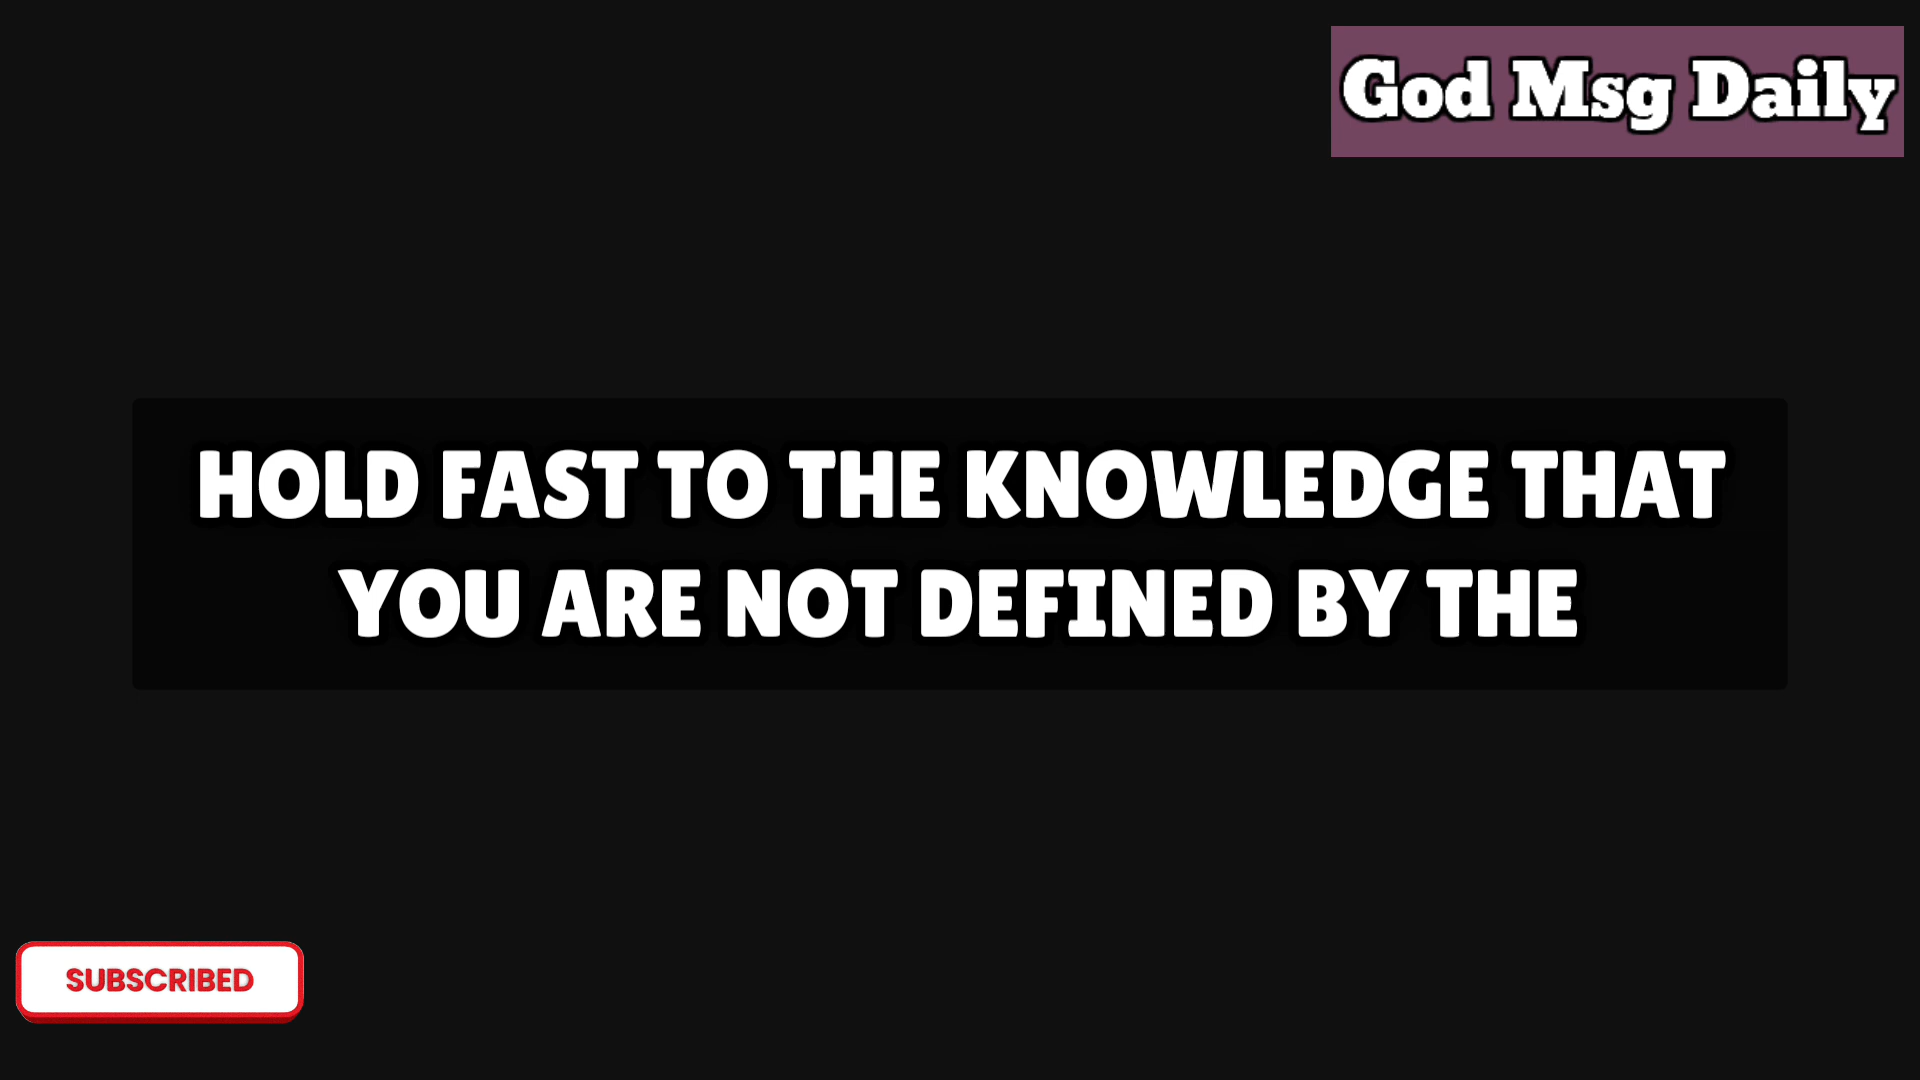 God Msg Daily
HOLD FAST TO THE KNOWLEDGE THAT
YOU ARE NOT DEFINED BY THE
SUBSCRIBED